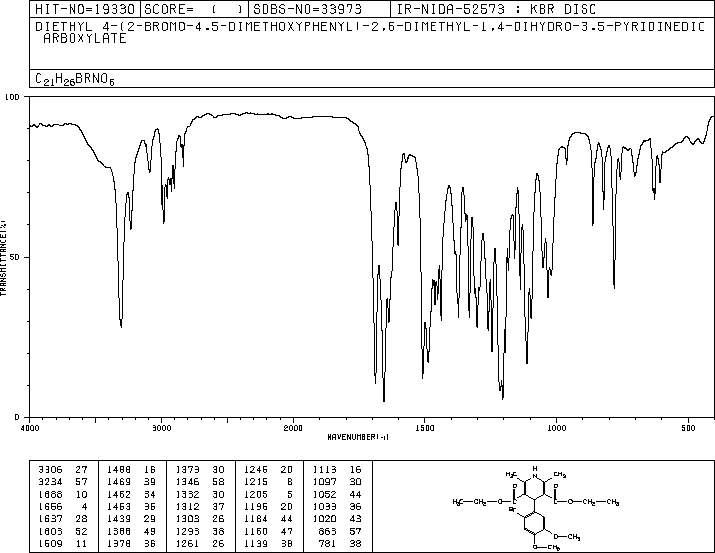 HIT-NO=19330 SCORE= ( ) SDBS-NO=33973 IR-NIDA-52573 : KBR DISC
DIETHYL 4-(2-BROMO-4,5-DIMETHOXYPHENYL)-2,6-DIMETHYL-1,4-DIHYDRO-3,5-PYRIDINEDIC
ARBOXYLATE
C21H26BRNO6
100
50
0
TRANSMITTANCE(%)
4000 3000 2000 1500 1000 500
WAVENUMBER(-1)
3306 27 1488 16 1373 30 1246 20 1113 16
3234 57 1469 39 1346 58 1215 8 1097 30
1688 10 1462 34 1332 30 1205 5 1052 44
1656 4 1453 36 1312 37 1196 20 1033 36
1637 28 1439 29 1303 26 1184 44 1020 43
1603 52 1388 49 1293 38 1160 47 863 57
1509 11 1378 36 1261 26 1139 38 781 38
H3C N H CH3
CH3-CH2-O-C O C O O-CH2-CH3
Br
O-CH3
O-CH3